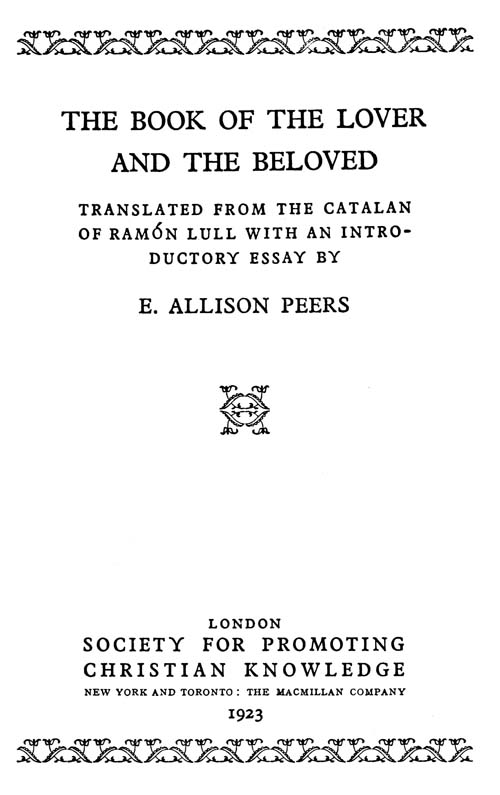 THE BOOK OF THE LOVER
AND THE BELOVED
TRANSLATED FROM THE CATALAN
OF RAMÓN LULL WITH AN INTRO-
DUCTORY ESSAY BY
E. ALLISON PEERS
LONDON
SOCIETY FOR PROMOTING
CHRISTIAN KNOWLEDGE
NEW YORK AND TORONTO: THE MACMILLAN COMPANY
1923